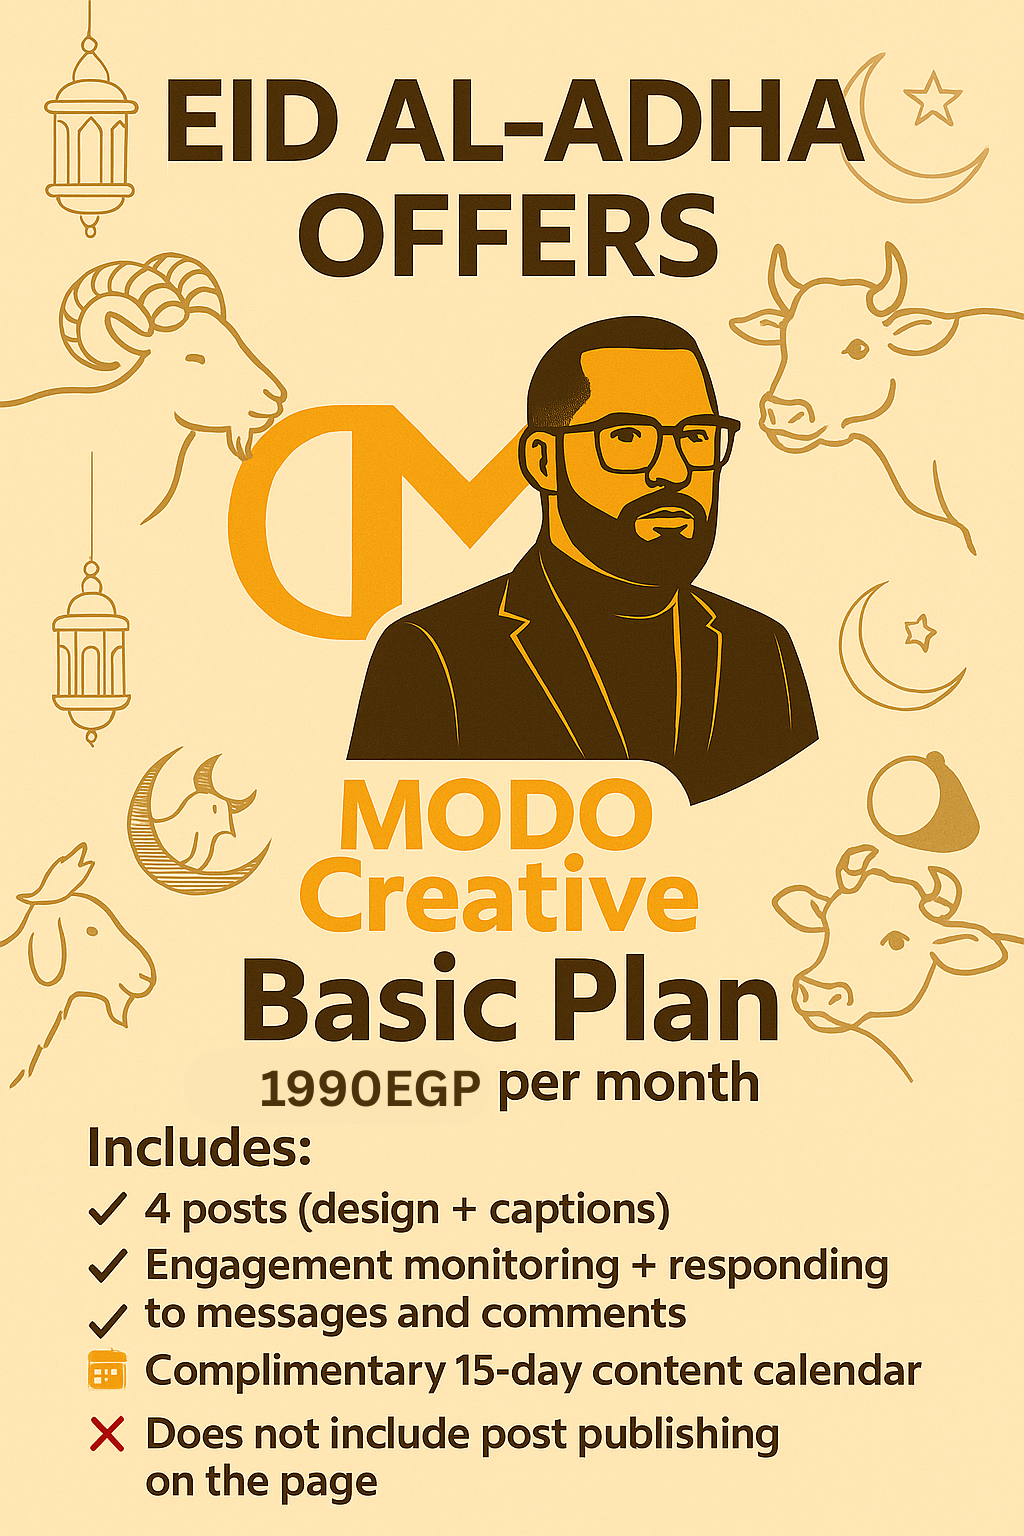 EID AL-ADHA
OFFERS
MODO
Creative
Basic Plan
1990EGP per month
Includes:
✓ 4 posts (design + captions)
✓ Engagement monitoring + responding
✓ to messages and comments
Complimentary 15-day content calendar
✗ Does not include post publishing
on the page